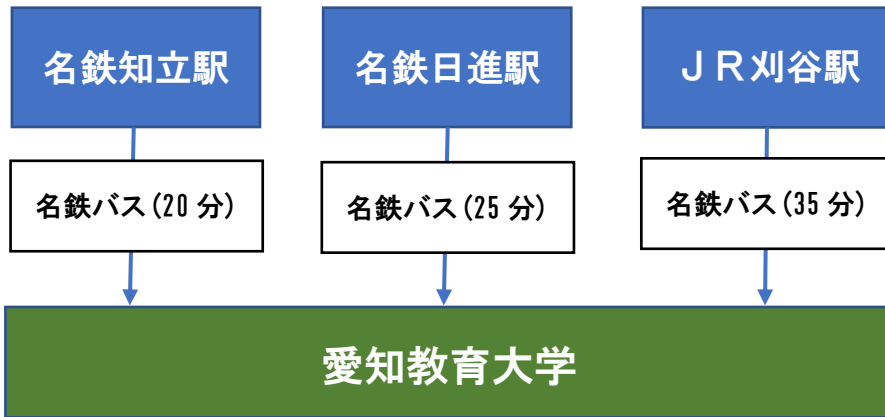 名鉄知立駅
名鉄日進駅
ＪＲ刈谷駅
名鉄バス(20 分)
名鉄バス(25 分)
名鉄バス(35 分)
愛知教育大学